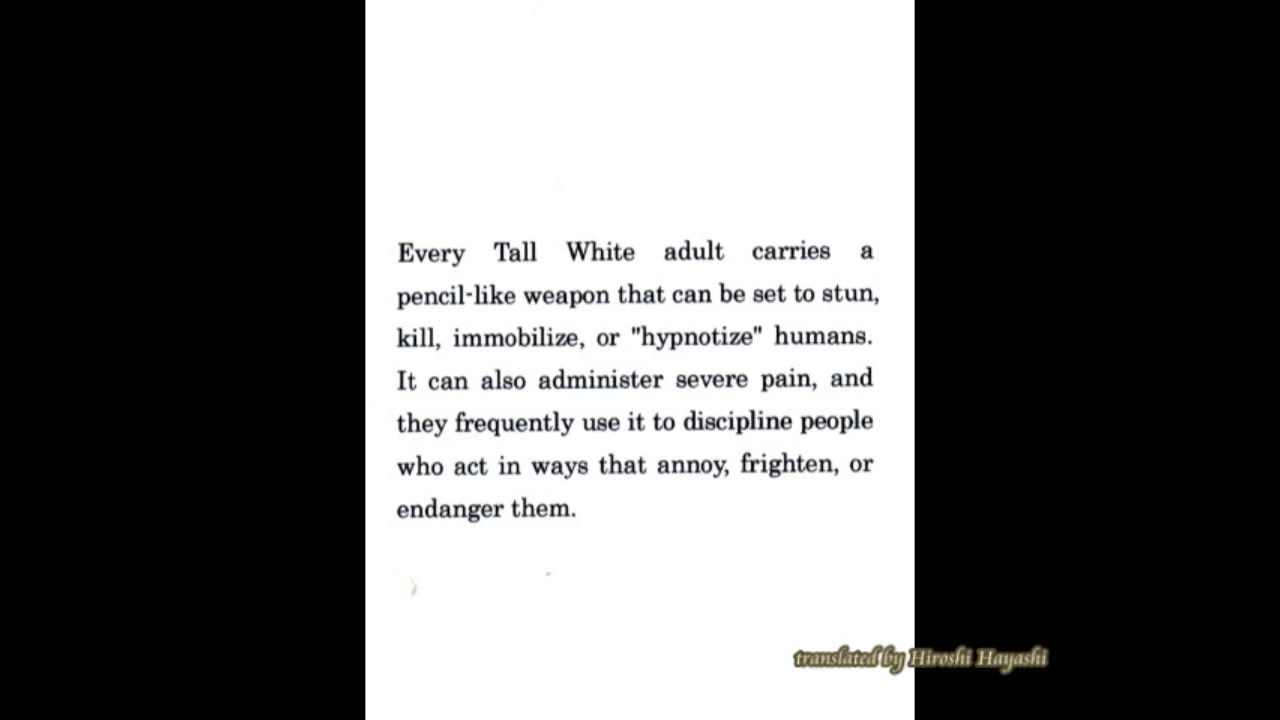 Every Tall White adult carries a
pencil-like weapon that can be set to stun,
kill, immobilize, or "hypnotize" humans.
It can also administer severe pain, and
they frequently use it to discipline people
who act in ways that annoy, frighten, or
endanger them.
translated by Hiroshi Hayashi